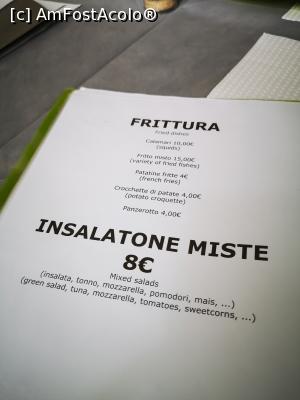 [c] AmFostAcolo®
FRITTURA
Fried dishes
Calamari 10,00€
(squids)
Fritto misto 15,00€
(variety of fried fishes)
Patatine fritte 4€
(french fries)
Crocchette di patate 4,00€
(potato croquette)
Panzerotto 4,00€
INSALATONE MISTE
8€
Mixed salads
(insalata, tonno, mozzarella, pomodori, mais, ...)
(green salad, tuna, mozzarella, tomatoes, sweetcorns, ...)